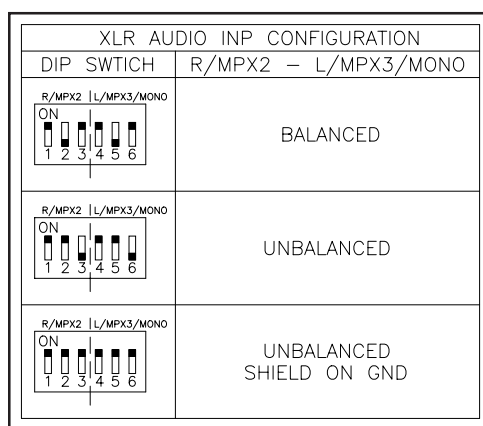 XLR AUDIO INP CONFIGURATION
DIP SWTICH R/MPX2 – L/MPX3/MONO
R/MPX2 | L/MPX3/MONO
ON
1 2 3 4 5 6
BALANCED
R/MPX2 | L/MPX3/MONO
ON
1 2 3 4 5 6
UNBALANCED
R/MPX2 | L/MPX3/MONO
ON
1 2 3 4 5 6
UNBALANCED
SHIELD ON GND